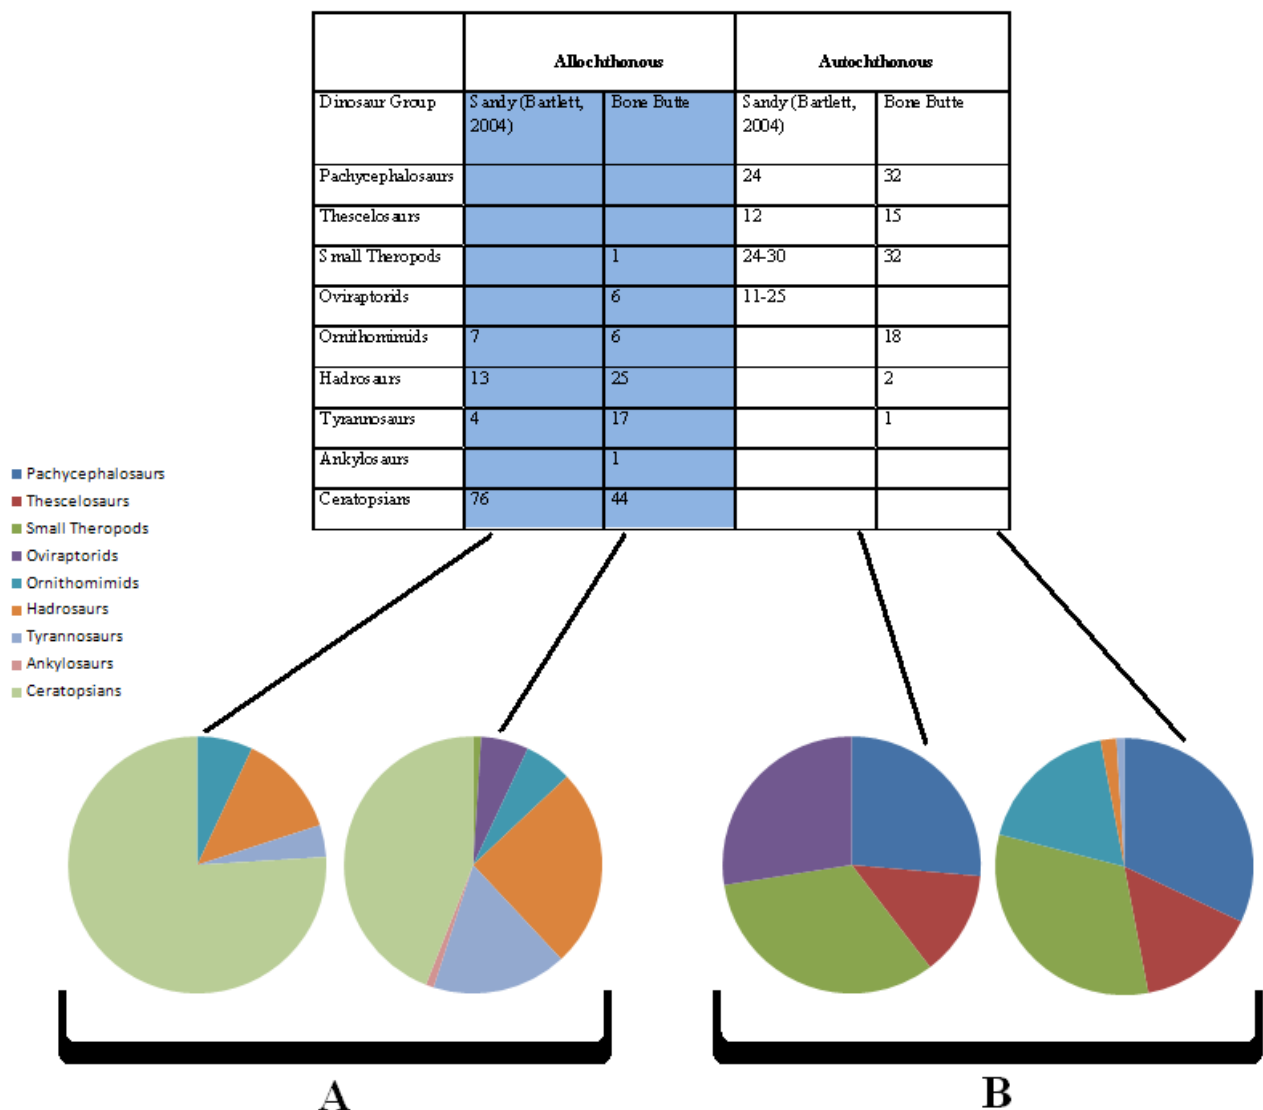 Allochthonous Autochthonous
Dinosaur Group Sandy (Bartlett, Bone Butte Sandy (Bartlett, Bone Butte
2004) 2004)
Pachycephalosaurs 24 32
Thescelosaurs 12 15
Small Theropods 1 24-30 32
Oviraptorids 6 11-25
Ornithomimids 7 6 18
Hadrosaurs 13 25 2
Tyrannosaurs 4 17 1
Ankylosaurs 1
Ceratopsians 76 44
Pachycephalosaurs
Thescelosaurs
Small Theropods
Oviraptorids
Ornithomimids
Hadrosaurs
Tyrannosaurs
Ankylosaurs
Ceratopsians
A B